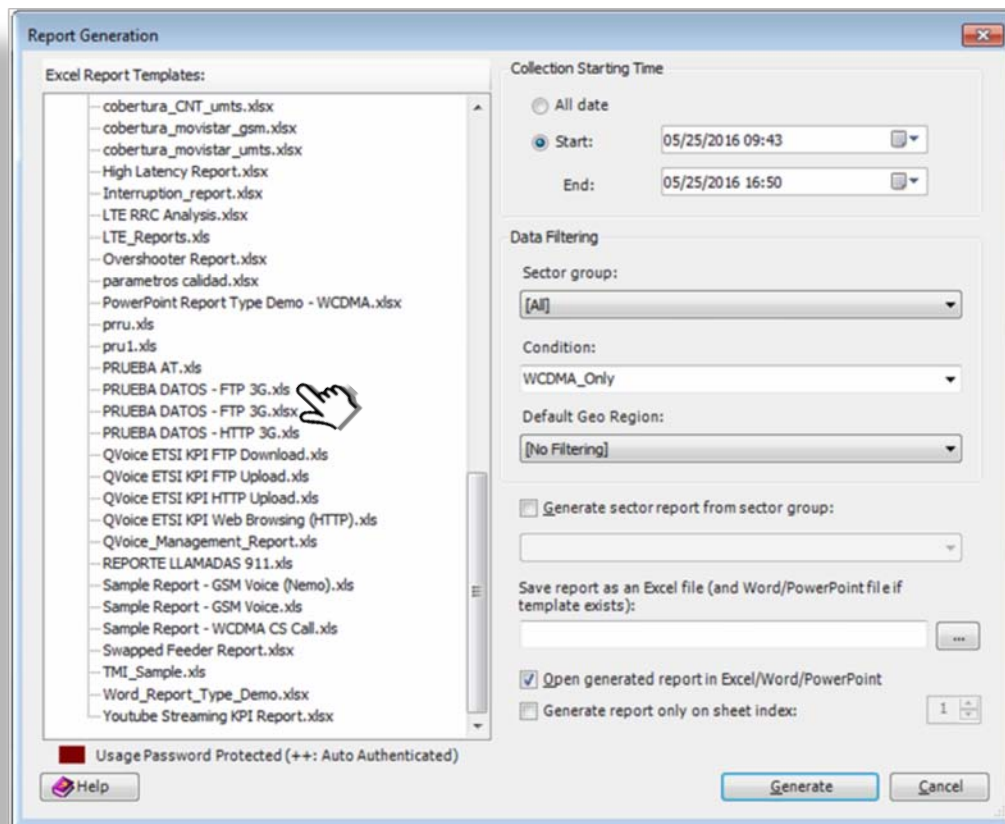 Report Generation
Excel Report Templates:
cobertura_CNT_umts.xlsx
cobertura_movistar_gsm.xlsx
cobertura_movistar_umts.xlsx
High Latency Report.xlsx
Interruption_report.xlsx
LTE RRC Analysis.xlsx
LTE_Reports.xls
Overshooter Report.xlsx
parametros calidad.xlsx
PowerPoint Report Type Demo - WCDMA.xlsx
prru.xls
pru1.xls
PRUEBA AT.xls
PRUEBA DATOS - FTP 3G.xls
PRUEBA DATOS - FTP 3G.xlsx
PRUEBA DATOS - HTTP 3G.xls
QVoice ETSI KPI FTP Download.xls
QVoice ETSI KPI FTP Upload.xls
QVoice ETSI KPI HTTP Upload.xls
QVoice ETSI KPI Web Browsing (HTTP).xls
QVoice_Management_Report.xls
REPORTE LLAMADAS 911.xls
Sample Report - GSM Voice (Nemo).xls
Sample Report - GSM Voice.xls
Sample Report - WCDMA CS Call.xls
Swapped Feeder Report.xlsx
TMI_Sample.xls
Word_Report_Type_Demo.xlsx
Youtube Streaming KPI Report.xlsx
Usage Password Protected (++: Auto Authenticated)
Help
Collection Starting Time
All date
Start: 05/25/2016 09:43
End: 05/25/2016 16:50
Data Filtering
Sector group:
[All]
Condition:
WCDMA_Only
Default Geo Region:
[No Filtering]
Generate sector report from sector group:
Save report as an Excel file (and Word/PowerPoint file if
template exists):
...
Open generated report in Excel/Word/PowerPoint
Generate report only on sheet index: 1
Generate
Cancel